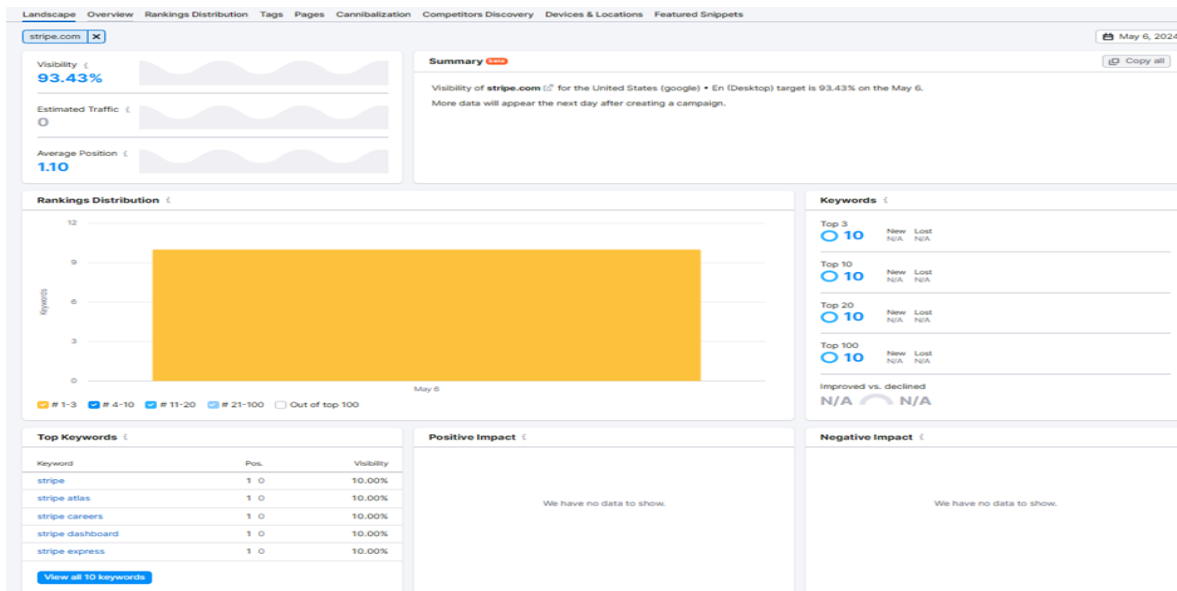 Landscape Overview Rankings Distribution Tags Pages Cannibalization Competitors Discovery Devices & Locations Featured Snippets
stripe.com
May 6, 2024
Visibility
93.43%
Estimated Traffic
0
Average Position
1.10
Summary beta
Copy all
Visibility of stripe.com for the United States (google) • En (Desktop) target is 93.43% on the May 6.
More data will appear the next day after creating a campaign.
Rankings Distribution
12
9
6
3
0
Keywords
May 6
# 1-3 # 4-10 # 11-20 # 21-100 Out of top 100
Keywords
Top 3
10 New Lost
N/A N/A
Top 10
10 New Lost
N/A N/A
Top 20
10 New Lost
N/A N/A
Top 100
10 New Lost
N/A N/A
Improved vs. declined
N/A N/A
Top Keywords
Keyword Pos. Visibility
stripe 1 0 10.00%
stripe atlas 1 0 10.00%
stripe careers 1 0 10.00%
stripe dashboard 1 0 10.00%
stripe express 1 0 10.00%
View all 10 keywords
Positive Impact
We have no data to show.
Negative Impact
We have no data to show.